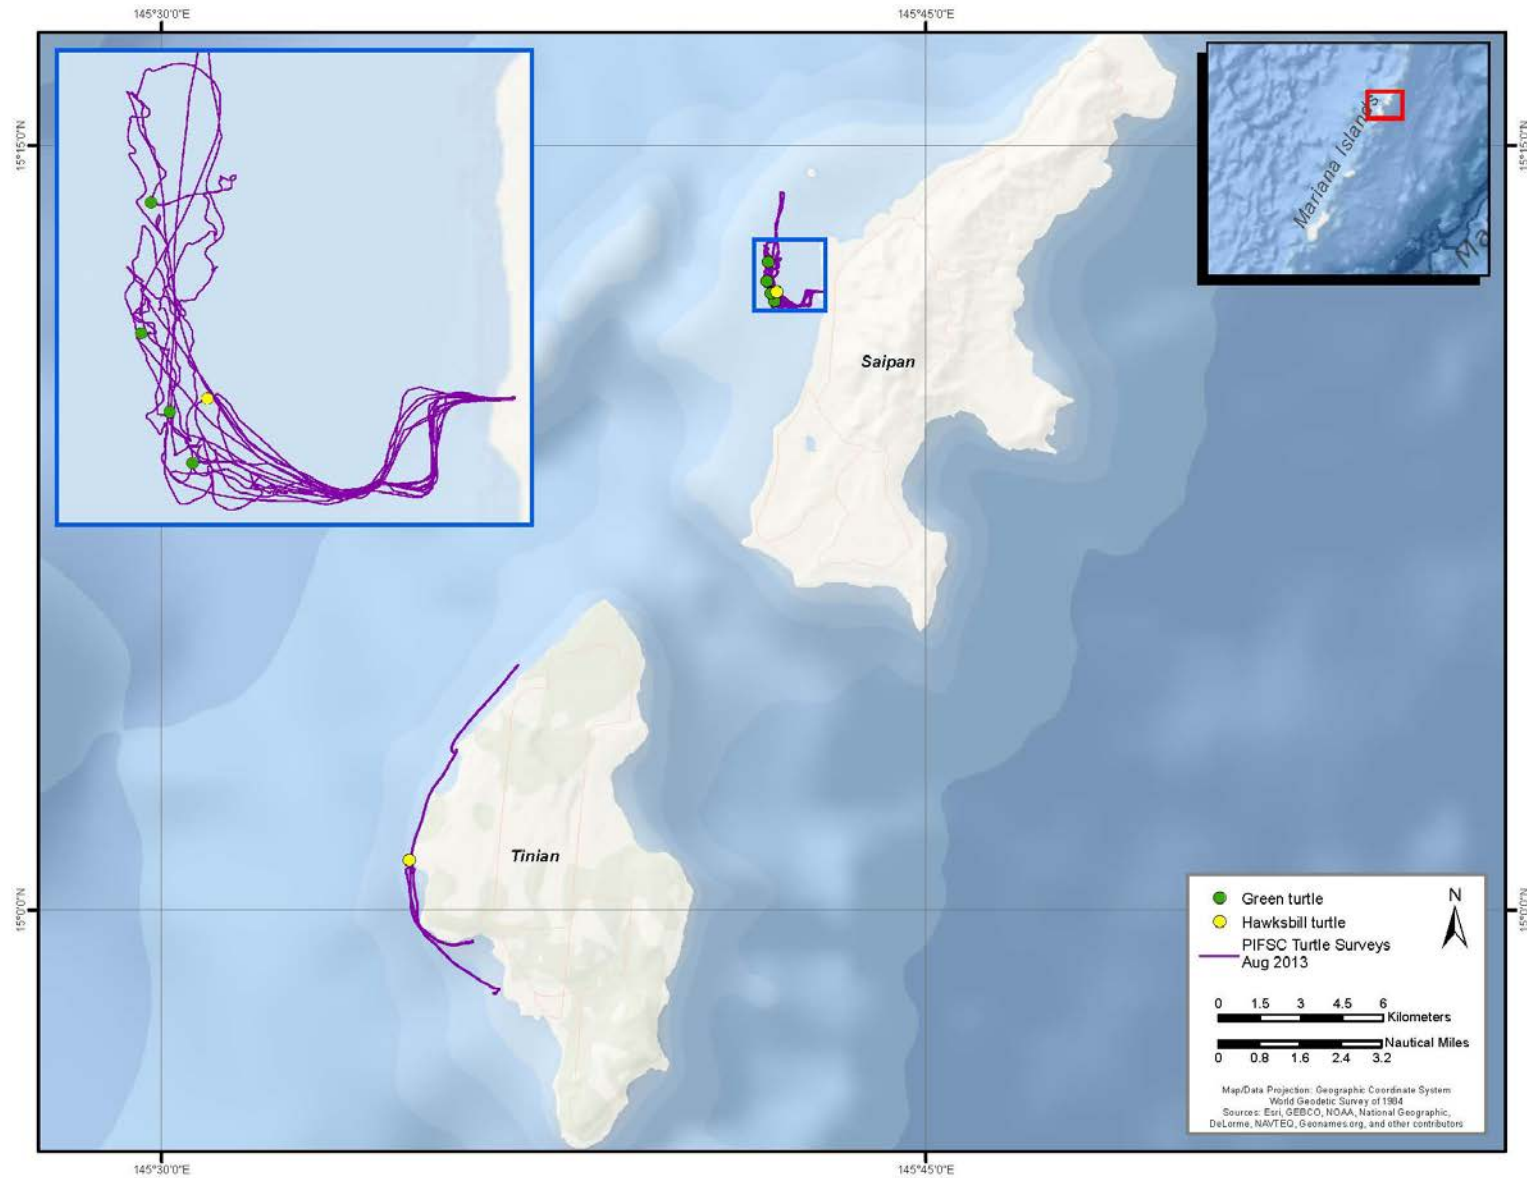 145°30'0"E
145°45'0"E
15°15'0"N
15°15'0"N
Mariana Islands
Ma
Saipan
Tinian
15°0'0"N
15°0'0"N
Green turtle
Hawksbill turtle
PIFSC Turtle Surveys
Aug 2013
N
0 1.5 3 4.5 6
Kilometers
Nautical Miles
0 0.8 1.6 2.4 3.2
Map/Data Projection: Geographic Coordinate System
World Geodetic Survey of 1984
Sources: Esri, GEBCO, NOAA, National Geographic,
DeLorme, NAVTEQ, Geonames.org, and other contributors
145°30'0"E
145°45'0"E